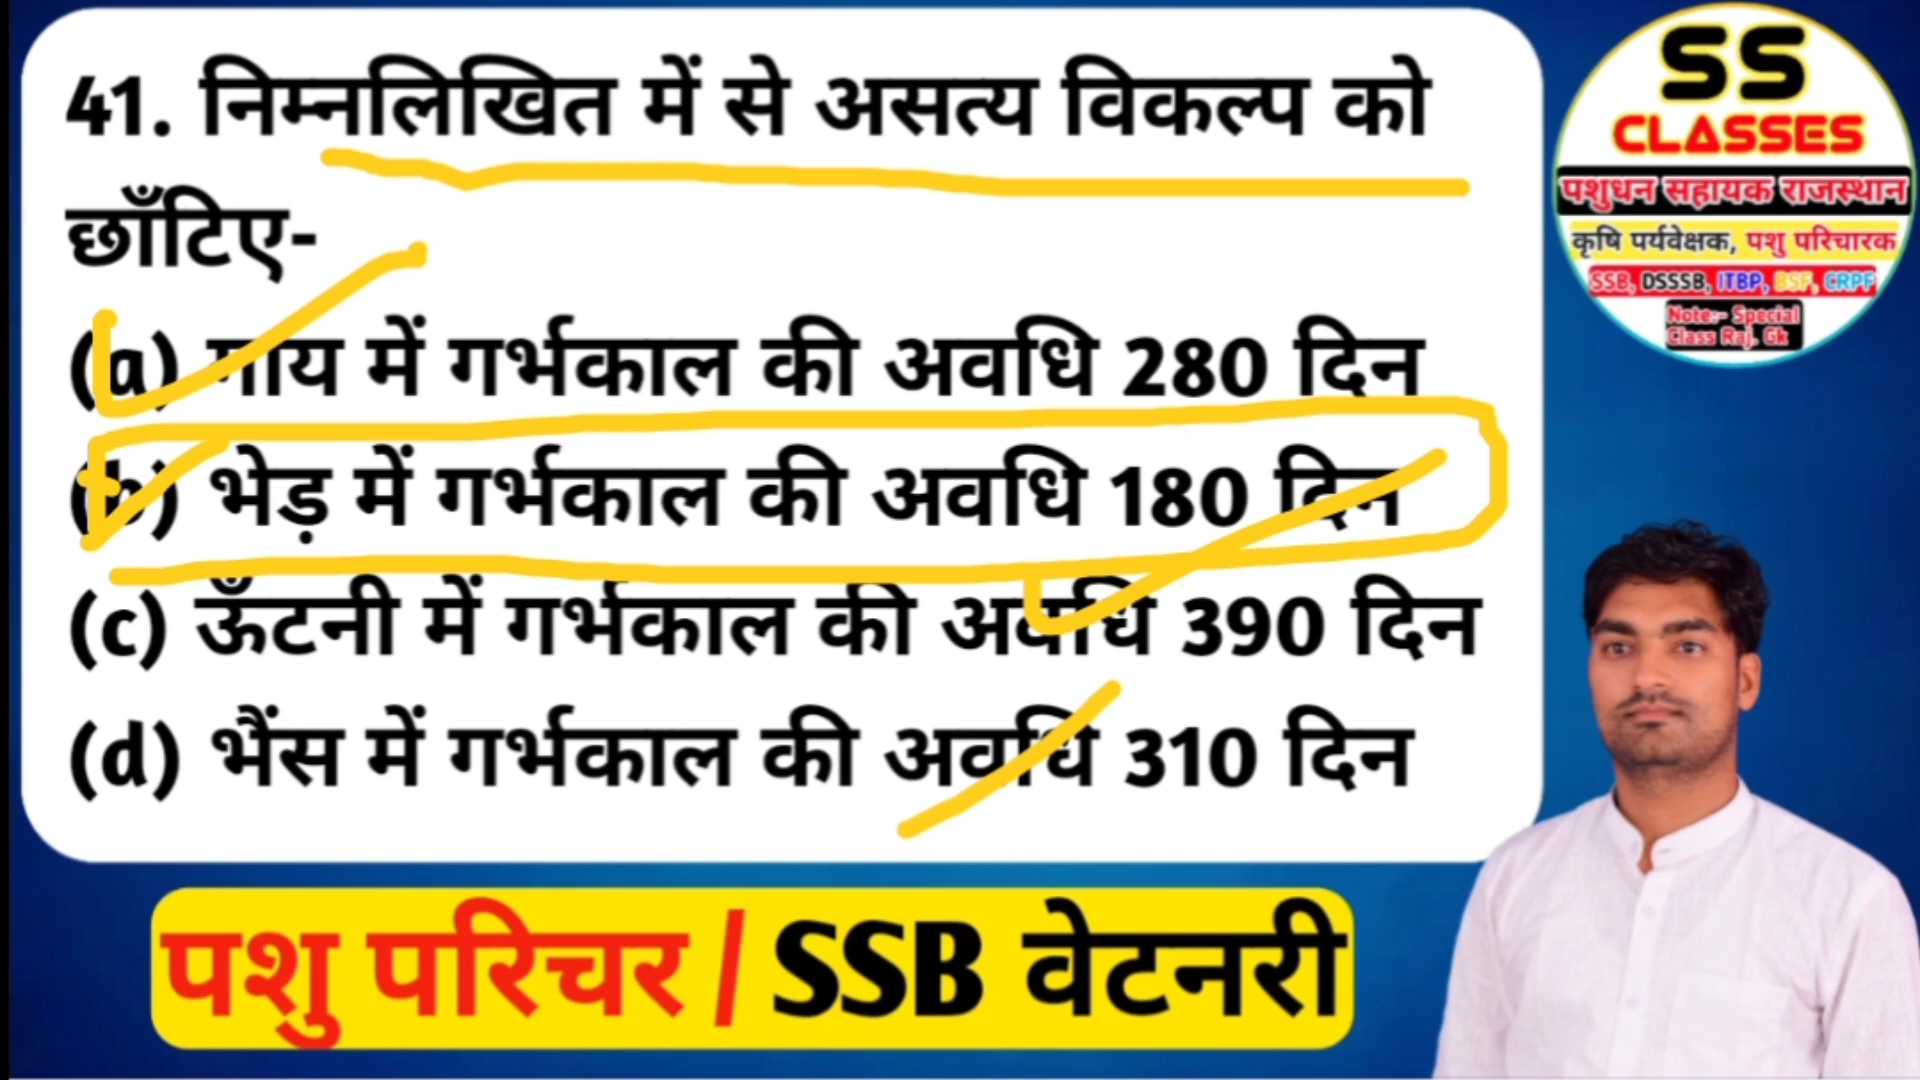 41. निम्नलिखित में से असत्य विकल्प को
छाँटिए-
(a) गाय में गर्भकाल की अवधि 280 दिन
(b) भेड़ में गर्भकाल की अवधि 180 दिन
(c) ऊँटनी में गर्भकाल की अवधि 390 दिन
(d) भैंस में गर्भकाल की अवधि 310 दिन
पशु परिचर / SSB वेटनरी
SS
CLASSES
पशुधन सहायक राजस्थान
कृषि पर्यवेक्षक, पशु परिचारक
SSB, DSSSB, ITBP, BSF, CRPF
Note:- Special
Class Raj. Gk